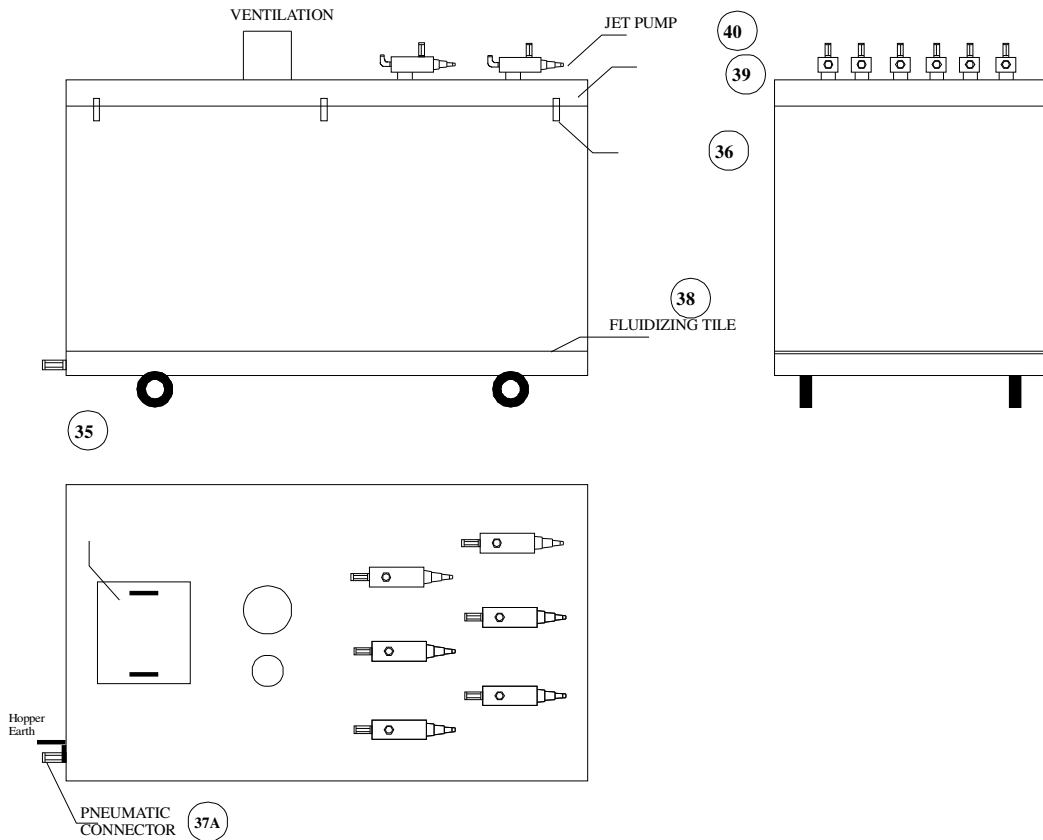 VENTILATION
JET PUMP
40
39
36
38
FLUIDIZING TILE
35
Hopper
Earth
PNEUMATIC
CONNECTOR
37A